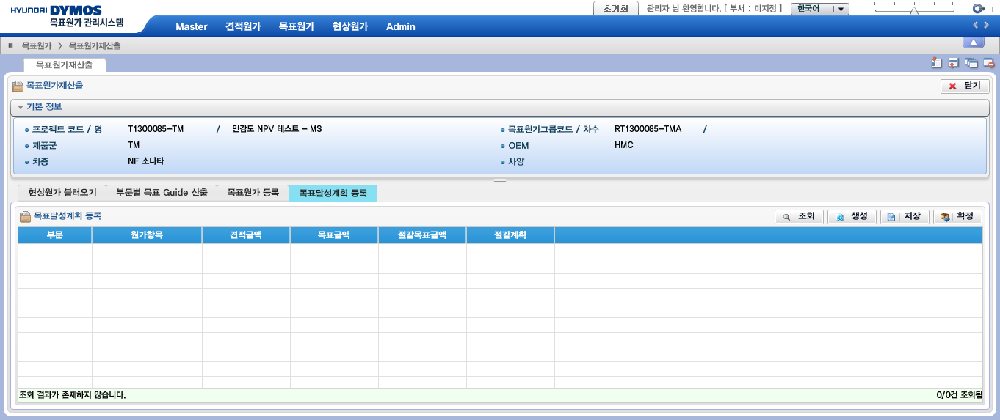 HYUNDAI DYMOS
목표원가 관리시스템
초기화
관리자 님 환영합니다. [ 부서 : 미지정 ]
한국어
Master 견적원가 목표원가 현상원가 Admin
목표원가 〉 목표원가재산출
목표원가재산출
목표원가재산출
닫기
기본 정보
프로젝트 코드 / 명 T1300085-TM / 민감도 NPV 테스트 - MS 목표원가그룹코드 / 차수 RT1300085-TMA /
제품군 TM OEM HMC
차종 NF 소나타 사양
현상원가 불러오기 부문별 목표 Guide 산출 목표원가 등록 목표달성계획 등록
목표달성계획 등록 조회 생성 저장 확정
부문 원가항목 견적금액 목표금액 절감목표금액 절감계획
조회 결과가 존재하지 않습니다. 0/0건 조회됨